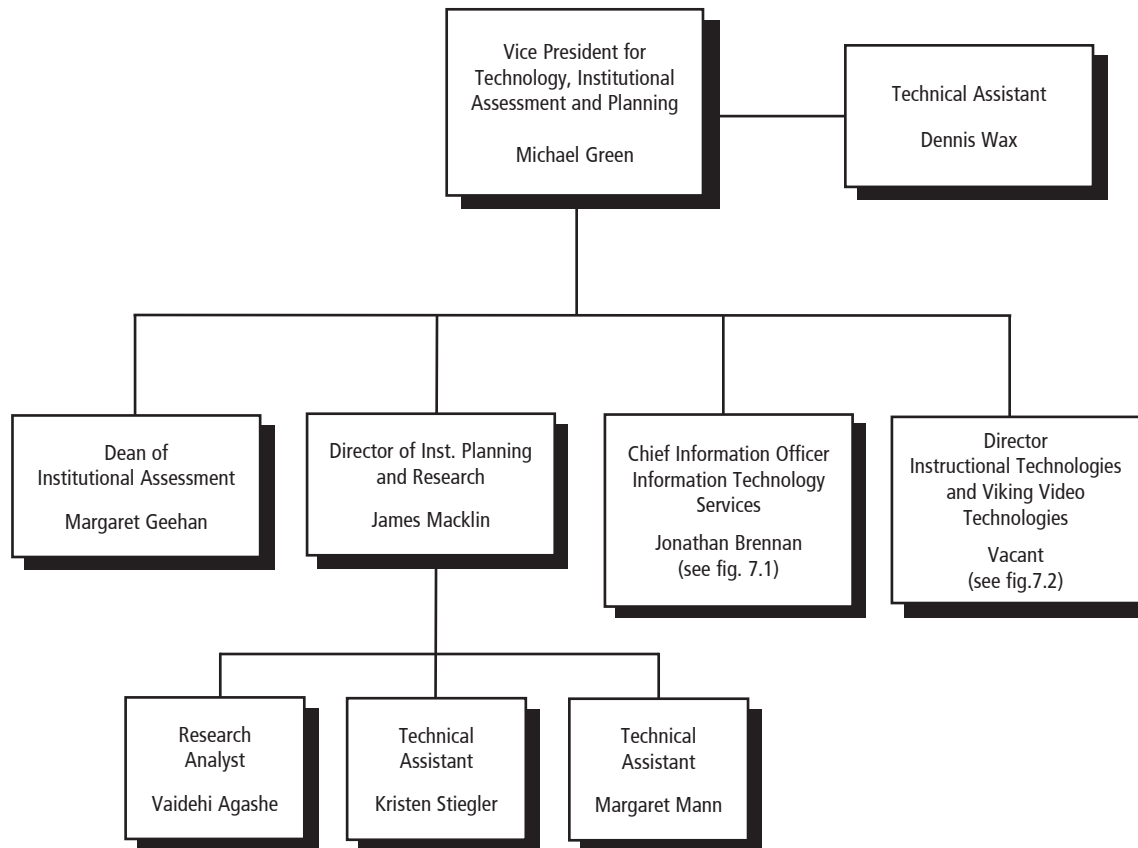 Vice President for
Technology, Institutional
Assessment and Planning
Michael Green
Technical Assistant
Dennis Wax
Dean of
Institutional Assessment
Margaret Geehan
Director of Inst. Planning
and Research
James Macklin
Chief Information Officer
Information Technology
Services
Jonathan Brennan
(see fig. 7.1)
Director
Instructional Technologies
and Viking Video
Technologies
Vacant
(see fig.7.2)
Research
Analyst
Vaidehi Agashe
Technical
Assistant
Kristen Stiegler
Technical
Assistant
Margaret Mann